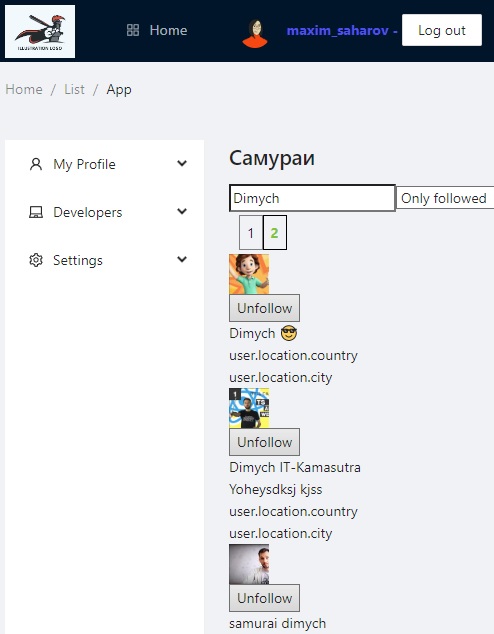 ILLUSTRATION LOGO
Home
maxim_saharov -
Log out
Home / List / App
My Profile
Developers
Settings
Самураи
Dimych
Only followed
1 2
Unfollow
Dimych 😎
user.location.country
user.location.city
1
Unfollow
Dimych IT-Kamasutra
Yoheysdksj kjss
user.location.country
user.location.city
Unfollow
samurai dimych